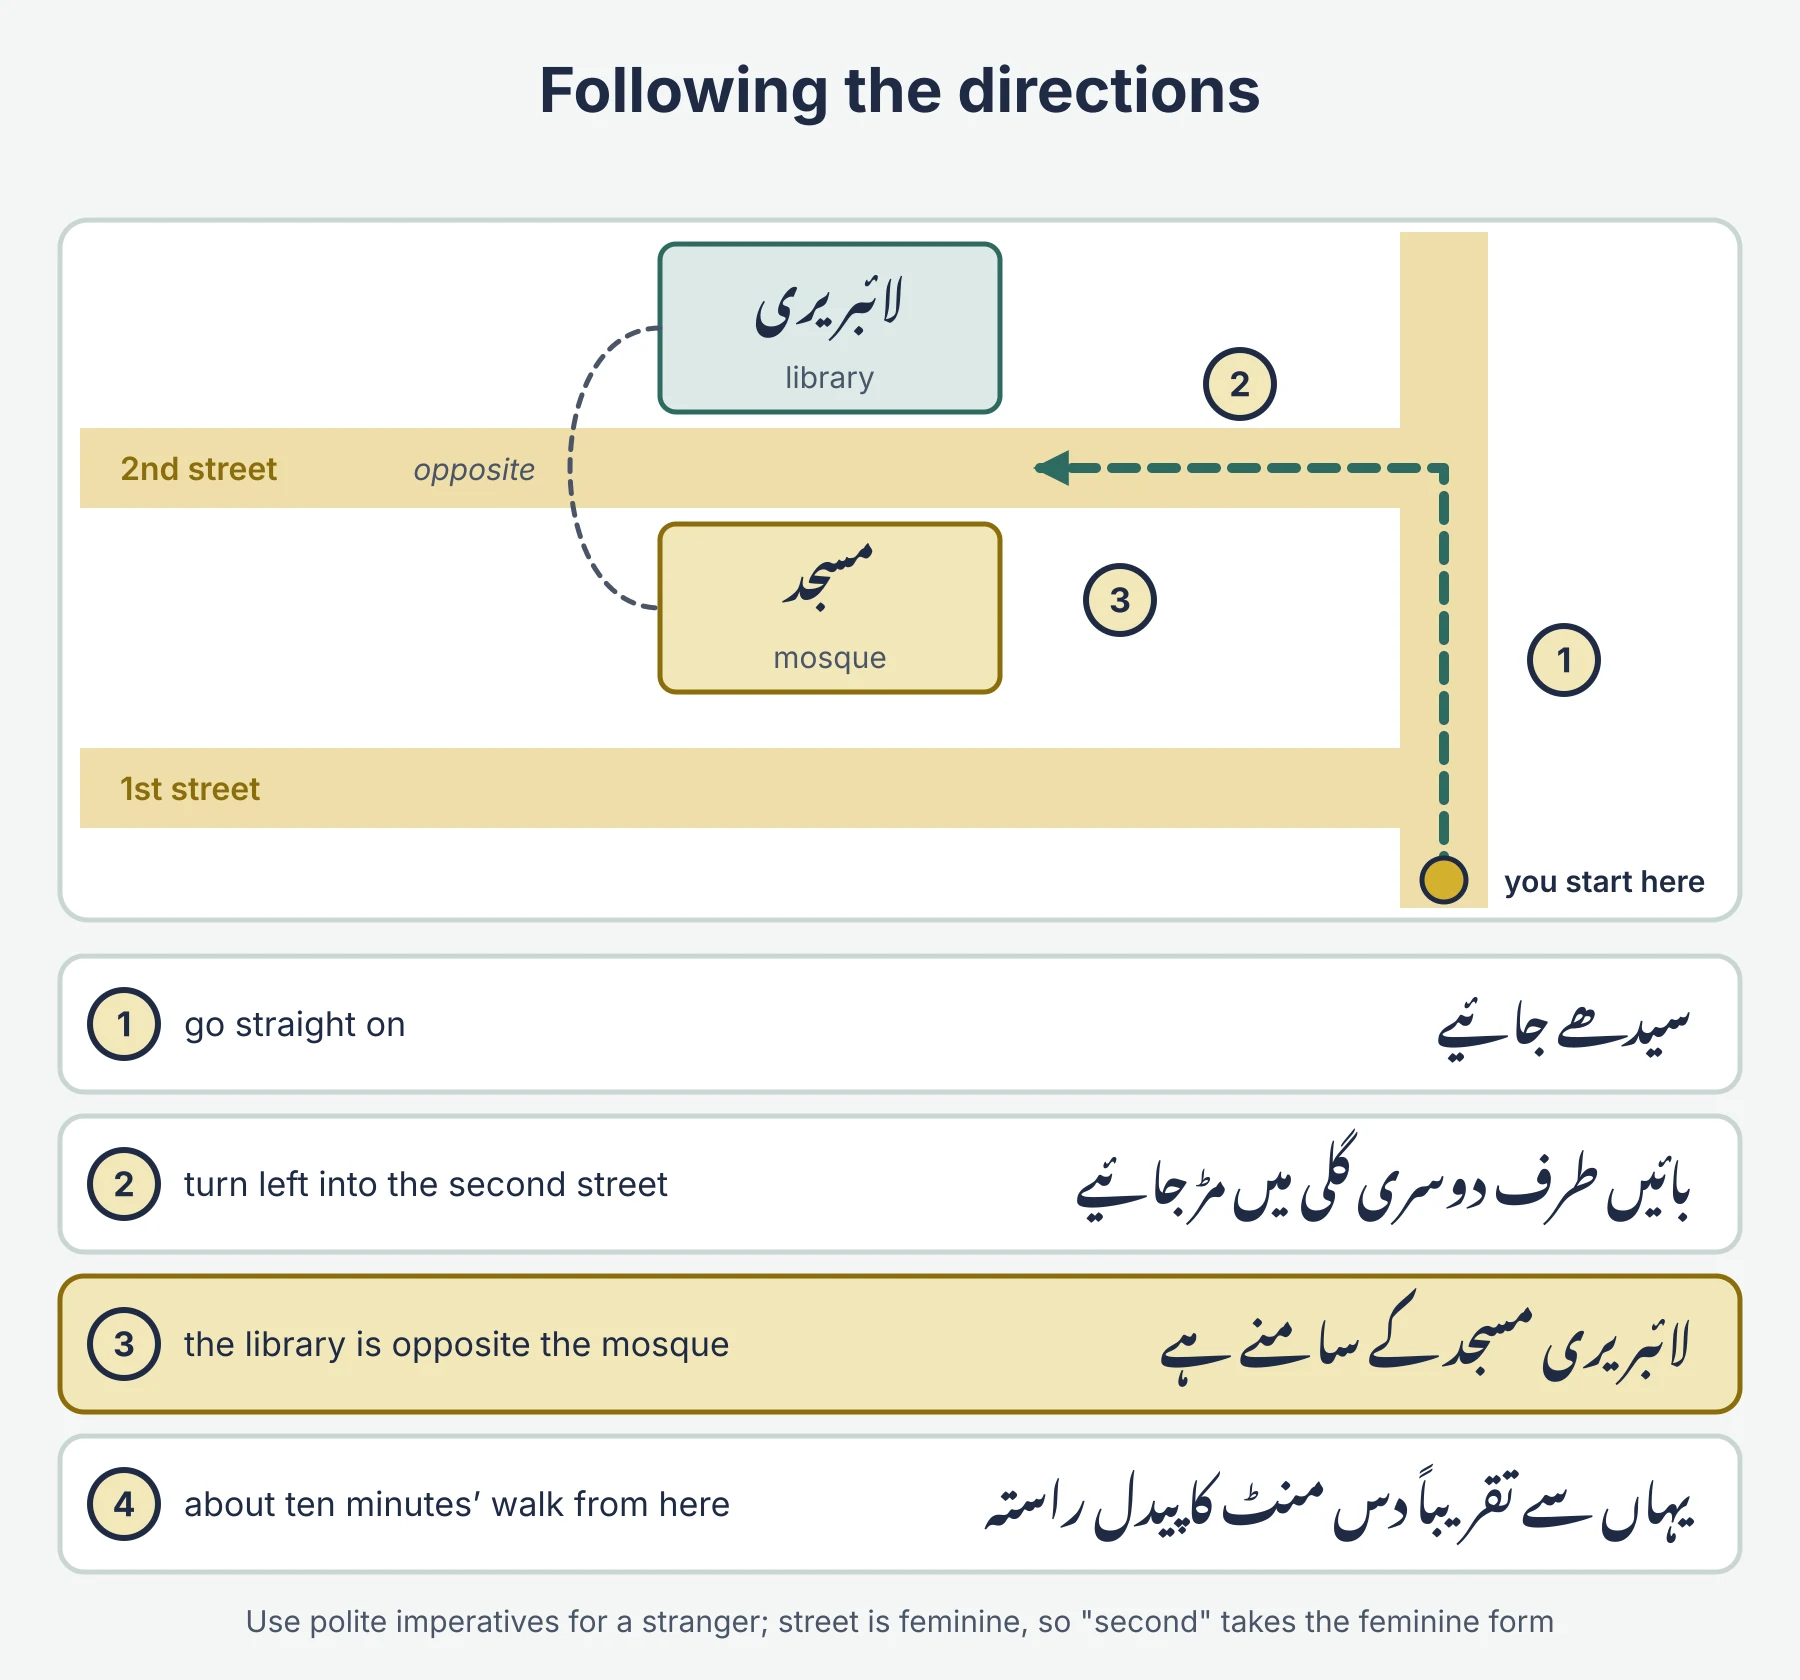 Following the directions
لائبریری
library
2
2nd street
opposite
مسجد
mosque
3
1
1st street
you start here
1
go straight on
سیدھے جائیے
2
turn left into the second street
بائیں طرف دوسری گلی میں مڑ جائیے
3
the library is opposite the mosque
لائبریری مسجد کے سامنے ہے
4
about ten minutes’ walk from here
یہاں سے تقریباً دس منٹ کا پیدل راستہ
Use polite imperatives for a stranger; street is feminine, so "second" takes the feminine form